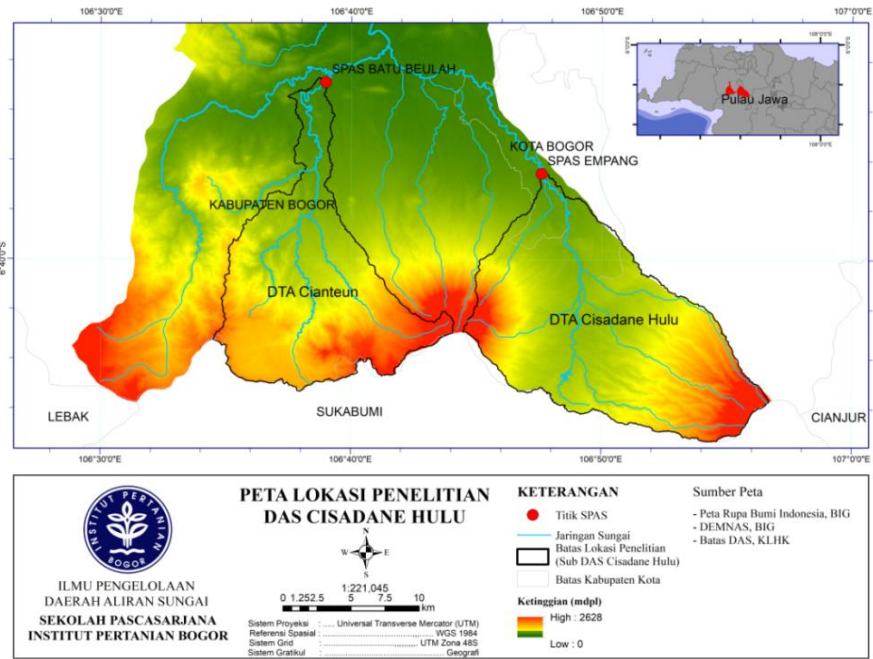 106°30'0"E
106°40'0"E
106°50'0"E
107°0'0"E
SPAS BATU BEULAH
108°0'0"E
Pulau Jawa
108°0'0"E
KOTA BOGOR
SPAS EMPANG
KABUPATEN BOGOR
6°40'0"S
DTA Cianteun
DTA Cisadane Hulu
LEBAK
SUKABUMI
CIANJUR
106°30'0"E
106°40'0"E
106°50'0"E
107°0'0"E
INSTITUT PERTANIAN
BOGOR
ILMU PENGELOLAAN
DAERAH ALIRAN SUNGAI
SEKOLAH PASCASARJANA
INSTITUT PERTANIAN BOGOR
PETA LOKASI PENELITIAN
DAS CISADANE HULU
N
W E
S
1:221,045
0 1.252.5 5 7.5 10
km
Sistem Proyeksi : ..... Universal Transverse Mercator (UTM)
Referensi Spasial : ..... WGS 1984
Sistem Grid : ..... UTM Zona 48S
Sistem Gratikul : ..... Geografi
KETERANGAN
Titik SPAS
Jaringan Sungai
Batas Lokasi Penelitian
(Sub DAS Cisadane Hulu)
Batas Kabupaten Kota
Ketinggian (mdpl)
High : 2628
Low : 0
Sumber Peta
- Peta Rupa Bumi Indonesia, BIG
- DEMNAS, BIG
- Batas DAS, KLHK